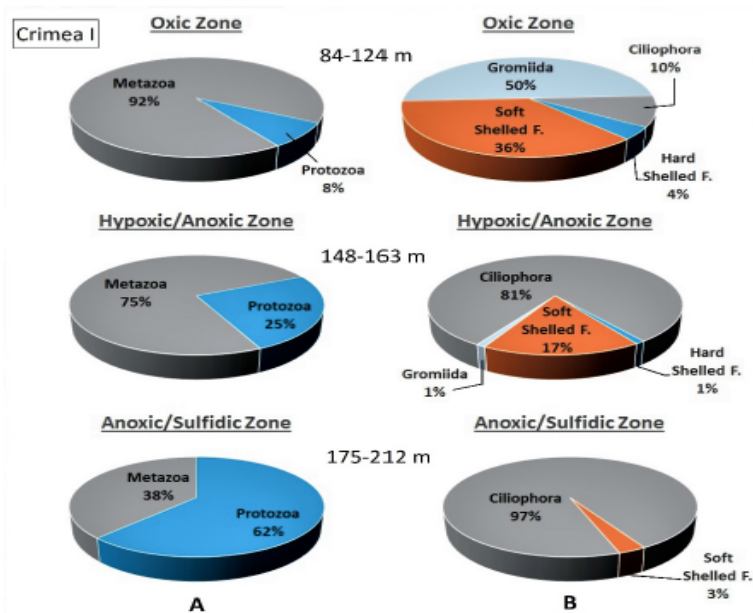 Crimea I
Oxic Zone
Oxic Zone
84-124 m
Metazoa
92%
Protozoa
8%
Gromiida
50%
Ciliophora
10%
Soft
Shelled F.
36%
Hard
Shelled F.
4%
Hypoxic/Anoxic Zone
Hypoxic/Anoxic Zone
148-163 m
Metazoa
75%
Protozoa
25%
Ciliophora
81%
Soft
Shelled F.
17%
Gromiida
1%
Hard
Shelled F.
1%
Anoxic/Sulfidic Zone
Anoxic/Sulfidic Zone
175-212 m
Metazoa
38%
Protozoa
62%
Ciliophora
97%
Soft
Shelled F.
3%
A
B